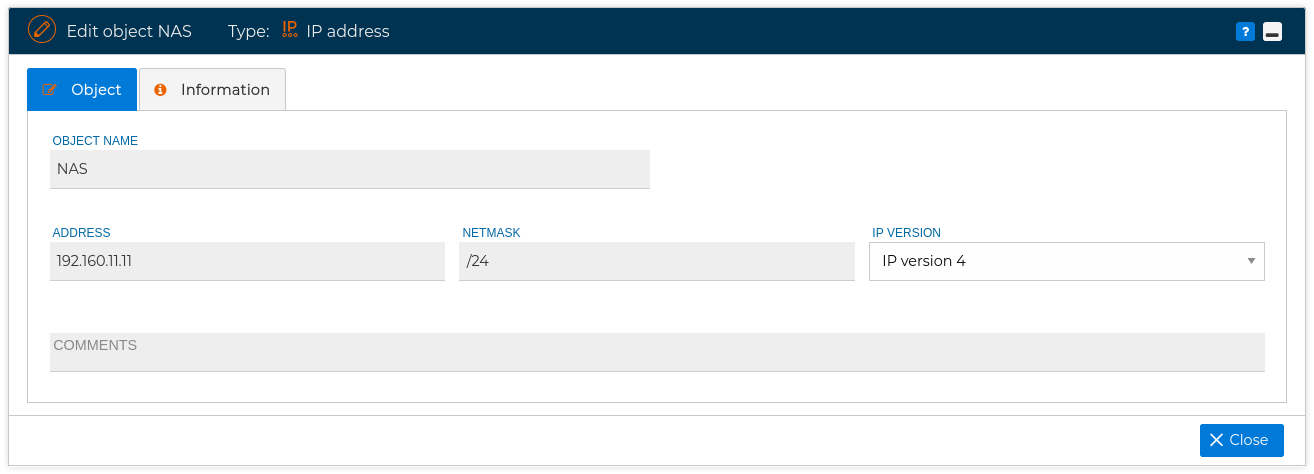 Edit object NAS Type: IP IP address ?
Object Information
OBJECT NAME
NAS
ADDRESS NETMASK IP VERSION
192.160.11.11 /24 IP version 4
COMMENTS
Close